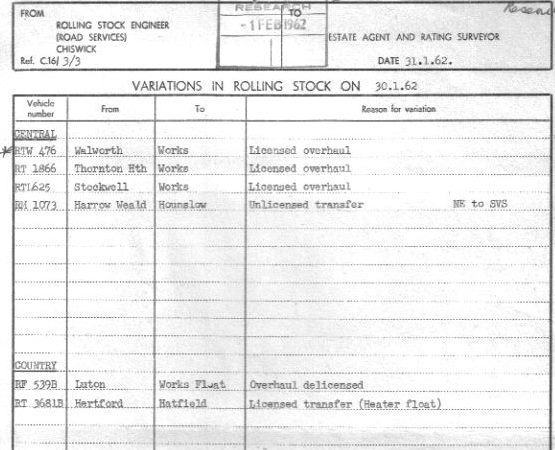 FROM
ROLLING STOCK ENGINEER
(ROAD SERVICES)
CHISWICK
Ref. C.16/ 3/3
RESEARCH
TO
-1 FEB 1962
ESTATE AGENT AND RATING SURVEYOR
DATE 31.1.62.
VARIATIONS IN ROLLING STOCK ON 30.1.62
Vehicle number From To Reason for variation
CENTRAL
* RTW 476 Walworth Works Licensed overhaul
RT 1866 Thornton Hth Works Licensed overhaul
RTL625 Stockwell Works Licensed overhaul
RM 1073 Harrow Weald Hounslow Unlicensed transfer NE to SVS
COUNTRY
RF 539B Luton Works Float Overhaul delicensed
RT 3681B Hertford Hatfield Licensed transfer (Heater float)